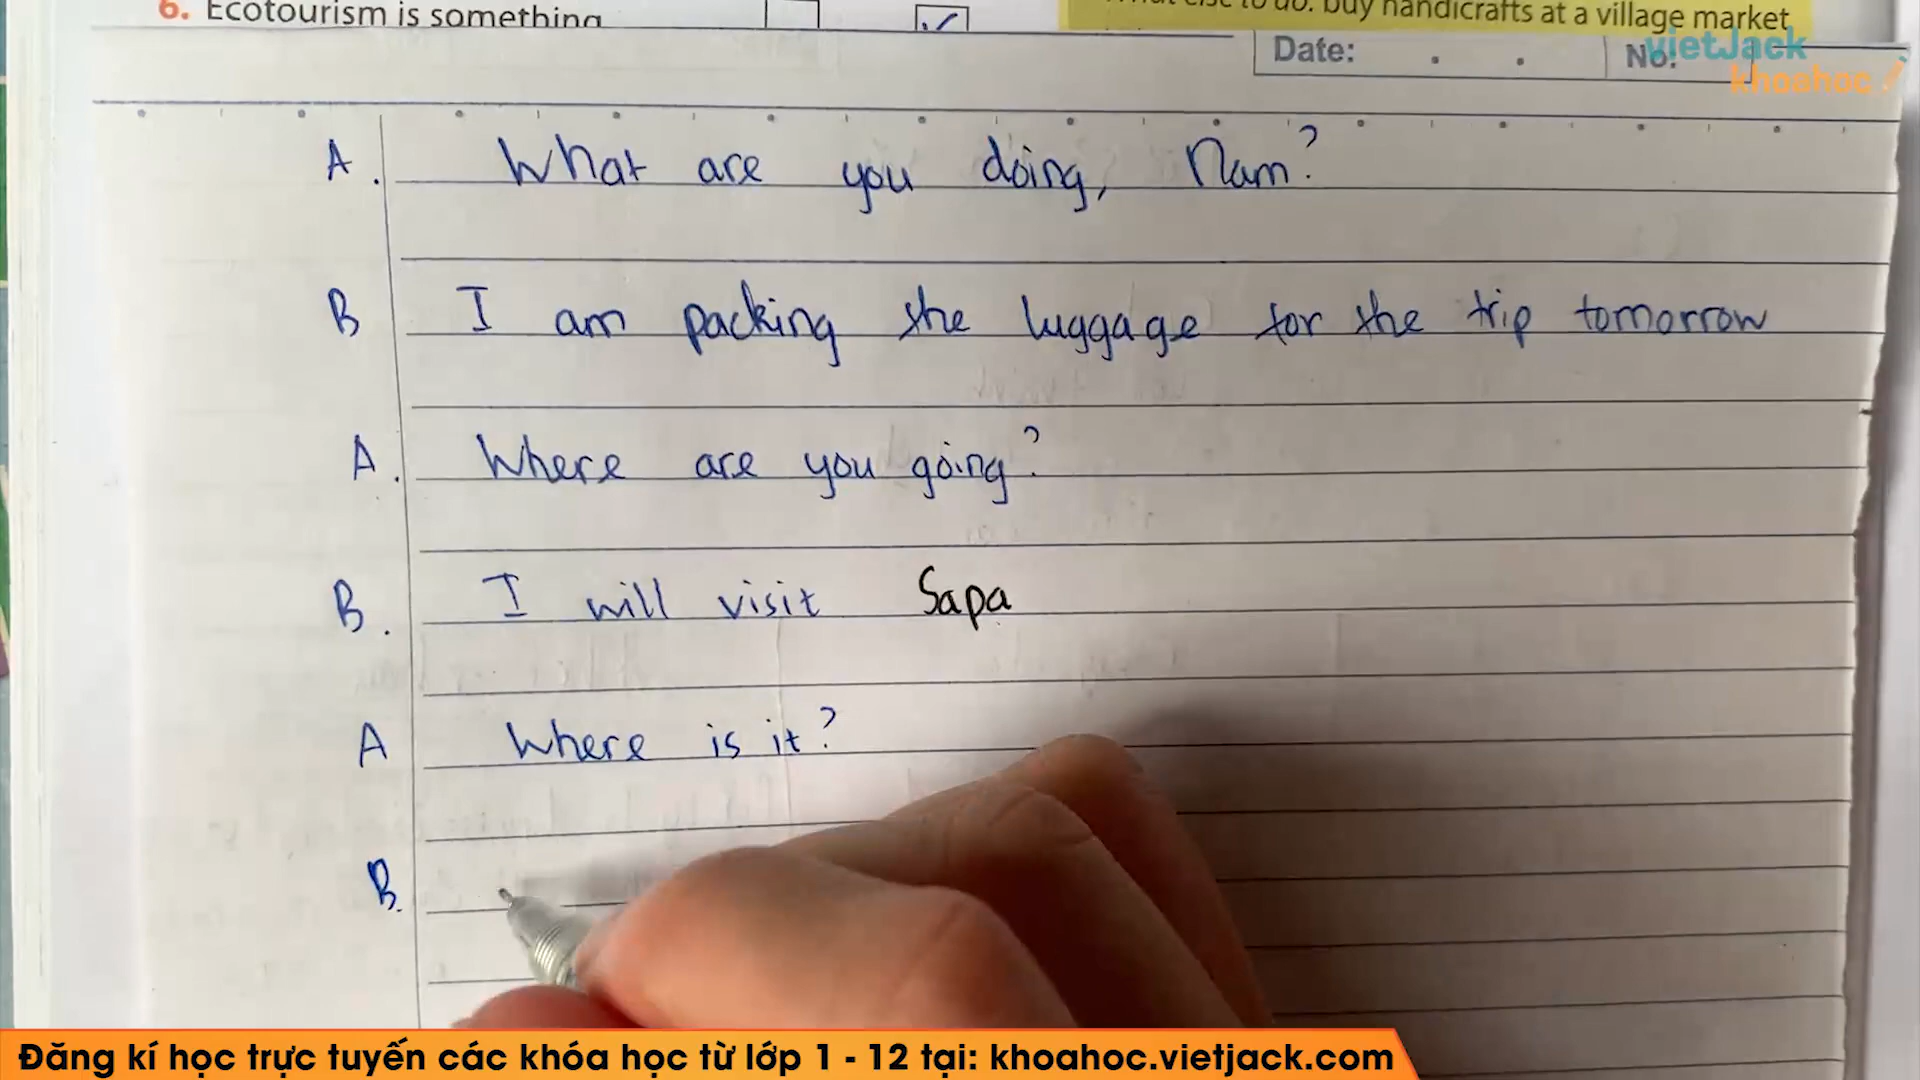 6. Ecotourism is something
to do: buy handicrafts at a village market
Date: . . No:
vietJack
khoahoc
A. What are you doing, Nam?
B I am packing the luggage for the trip tomorrow
A. Where are you going?
B. I will visit Sapa
A Where is it?
B.
Đăng kí học trực tuyến các khóa học từ lớp 1 - 12 tại: khoahoc.vietjack.com